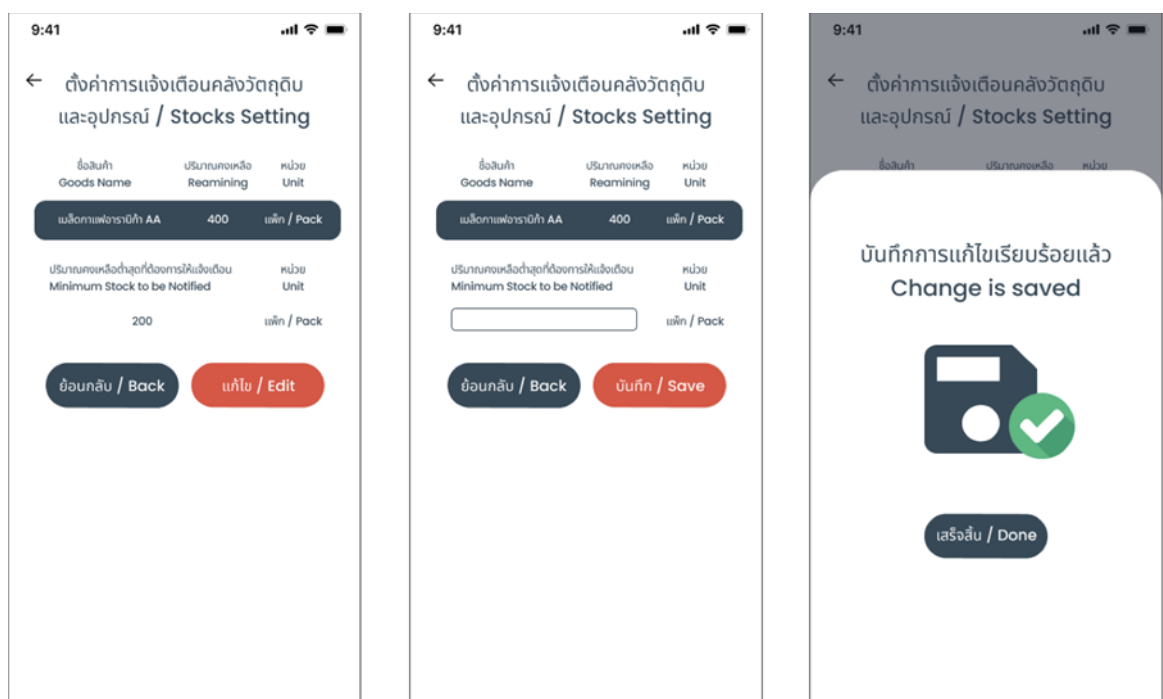 9:41
ตั้งค่าการแจ้งเตือนคลังวัตถุดิบ
และอุปกรณ์ / Stocks Setting
ชื่อสินค้า ปริมาณคงเหลือ หน่วย
Goods Name Reamining Unit
เมล็ดกาแฟอาราบิก้า AA 400 แพ็ก / Pack
ปริมาณคงเหลือต่ำสุดที่ต้องการให้แจ้งเตือน หน่วย
Minimum Stock to be Notified Unit
200 แพ็ก / Pack
ย้อนกลับ / Back แก้ไข / Edit
9:41
ตั้งค่าการแจ้งเตือนคลังวัตถุดิบ
และอุปกรณ์ / Stocks Setting
ชื่อสินค้า ปริมาณคงเหลือ หน่วย
Goods Name Reamining Unit
เมล็ดกาแฟอาราบิก้า AA 400 แพ็ก / Pack
ปริมาณคงเหลือต่ำสุดที่ต้องการให้แจ้งเตือน หน่วย
Minimum Stock to be Notified Unit
แพ็ก / Pack
ย้อนกลับ / Back บันทึก / Save
9:41
ตั้งค่าการแจ้งเตือนคลังวัตถุดิบ
และอุปกรณ์ / Stocks Setting
ชื่อสินค้า ปริมาณคงเหลือ หน่วย
บันทึกการแก้ไขเรียบร้อยแล้ว
Change is saved
เสร็จสิ้น / Done